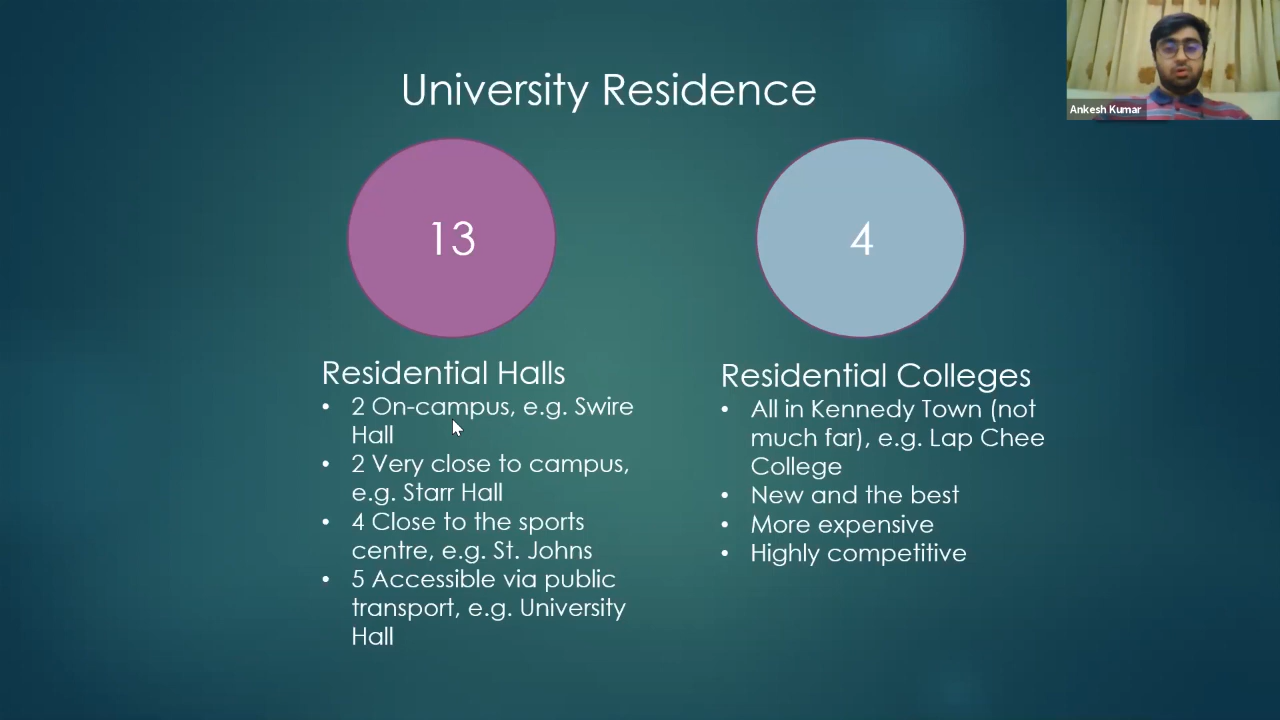 University Residence
Ankesh Kumar
13
4
Residential Halls
• 2 On-campus, e.g. Swire
Hall
• 2 Very close to campus,
e.g. Starr Hall
• 4 Close to the sports
centre, e.g. St. Johns
• 5 Accessible via public
transport, e.g. University
Hall
Residential Colleges
• All in Kennedy Town (not
much far), e.g. Lap Chee
College
• New and the best
• More expensive
• Highly competitive